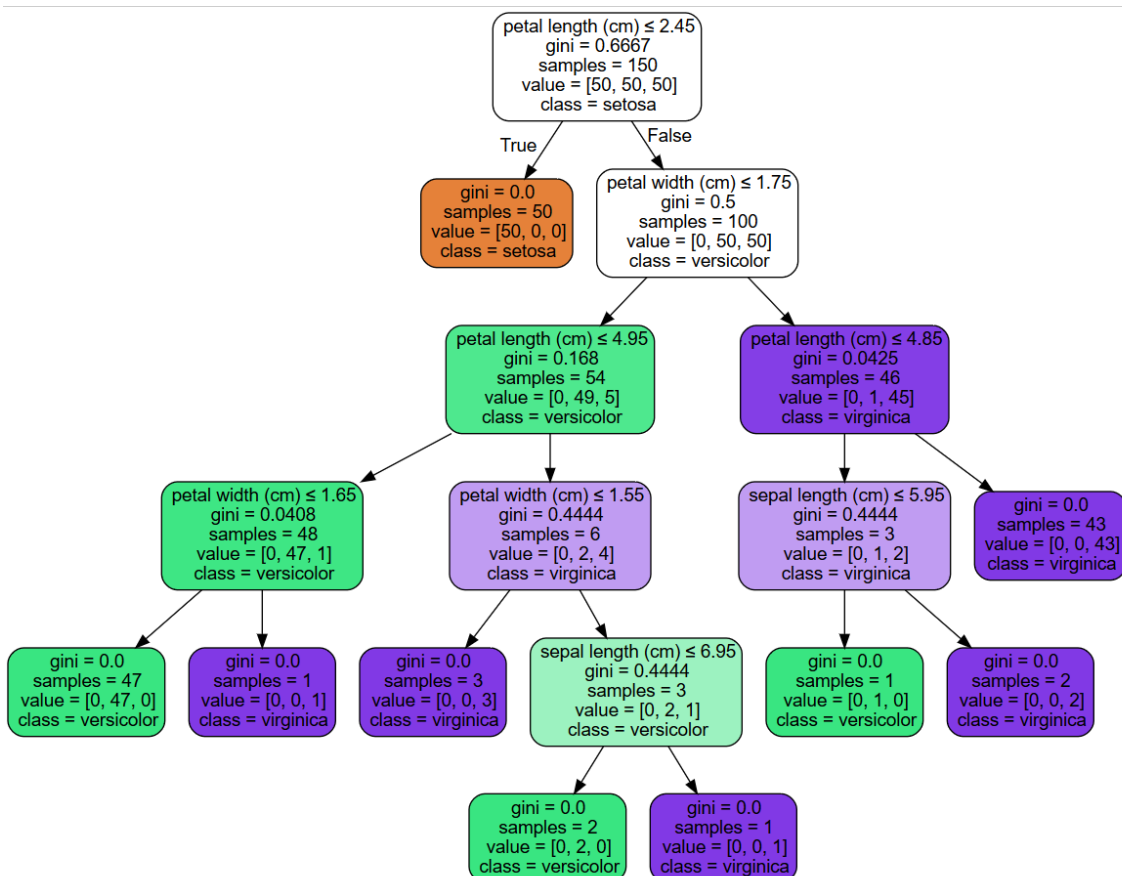 petal length (cm) ≤ 2.45
gini = 0.6667
samples = 150
value = [50, 50, 50]
class = setosa
True
False
gini = 0.0
samples = 50
value = [50, 0, 0]
class = setosa
petal width (cm) ≤ 1.75
gini = 0.5
samples = 100
value = [0, 50, 50]
class = versicolor
petal length (cm) ≤ 4.95
gini = 0.168
samples = 54
value = [0, 49, 5]
class = versicolor
petal length (cm) ≤ 4.85
gini = 0.0425
samples = 46
value = [0, 1, 45]
class = virginica
petal width (cm) ≤ 1.65
gini = 0.0408
samples = 48
value = [0, 47, 1]
class = versicolor
petal width (cm) ≤ 1.55
gini = 0.4444
samples = 6
value = [0, 2, 4]
class = virginica
sepal length (cm) ≤ 5.95
gini = 0.4444
samples = 3
value = [0, 1, 2]
class = virginica
gini = 0.0
samples = 43
value = [0, 0, 43]
class = virginica
gini = 0.0
samples = 47
value = [0, 47, 0]
class = versicolor
gini = 0.0
samples = 1
value = [0, 0, 1]
class = virginica
gini = 0.0
samples = 3
value = [0, 0, 3]
class = virginica
sepal length (cm) ≤ 6.95
gini = 0.4444
samples = 3
value = [0, 2, 1]
class = versicolor
gini = 0.0
samples = 1
value = [0, 1, 0]
class = versicolor
gini = 0.0
samples = 2
value = [0, 0, 2]
class = virginica
gini = 0.0
samples = 2
value = [0, 2, 0]
class = versicolor
gini = 0.0
samples = 1
value = [0, 0, 1]
class = virginica